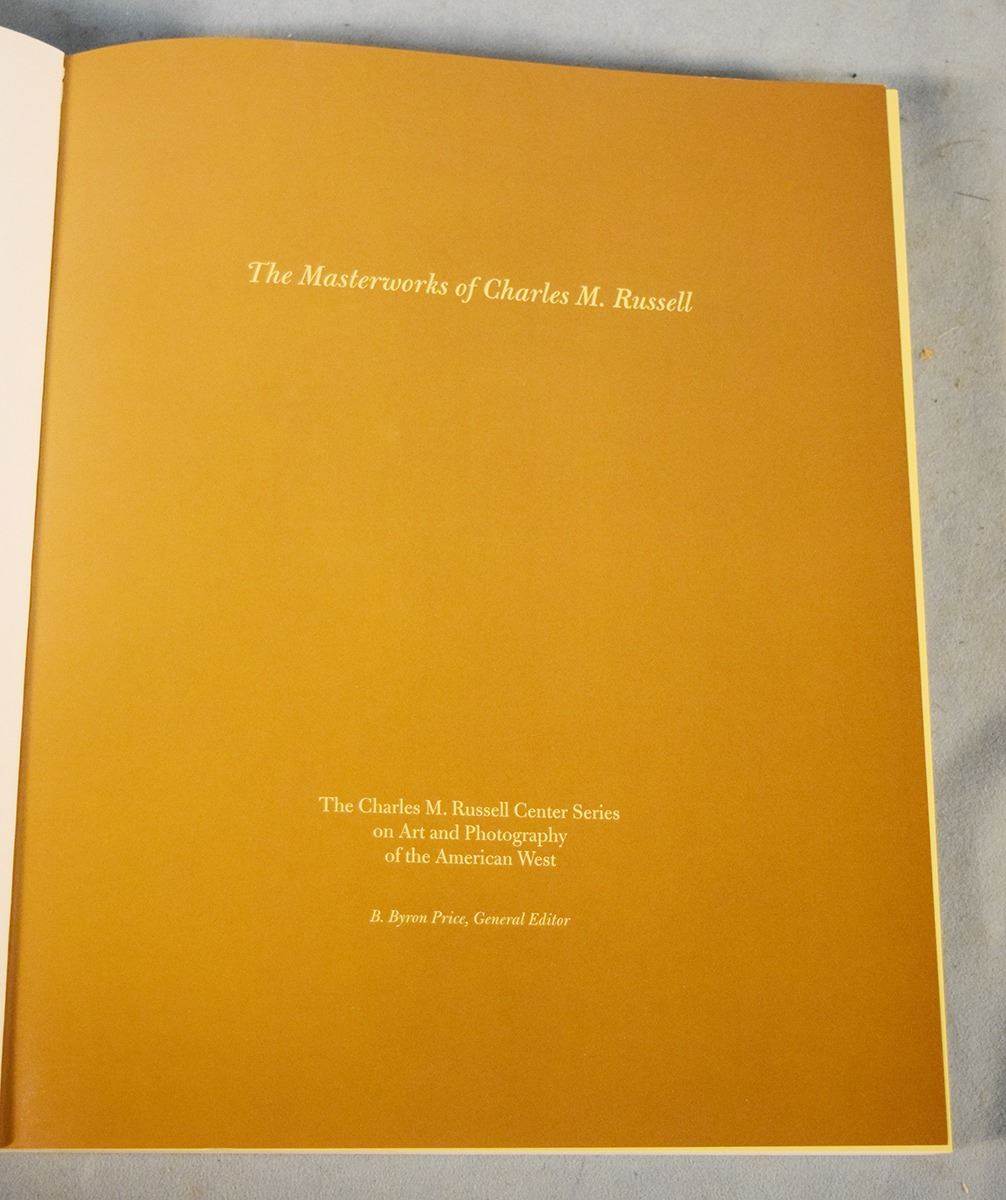 The Masterworks of Charles M. Russell
The Charles M. Russell Center Series
on Art and Photography
of the American West
B. Byron Price, General Editor